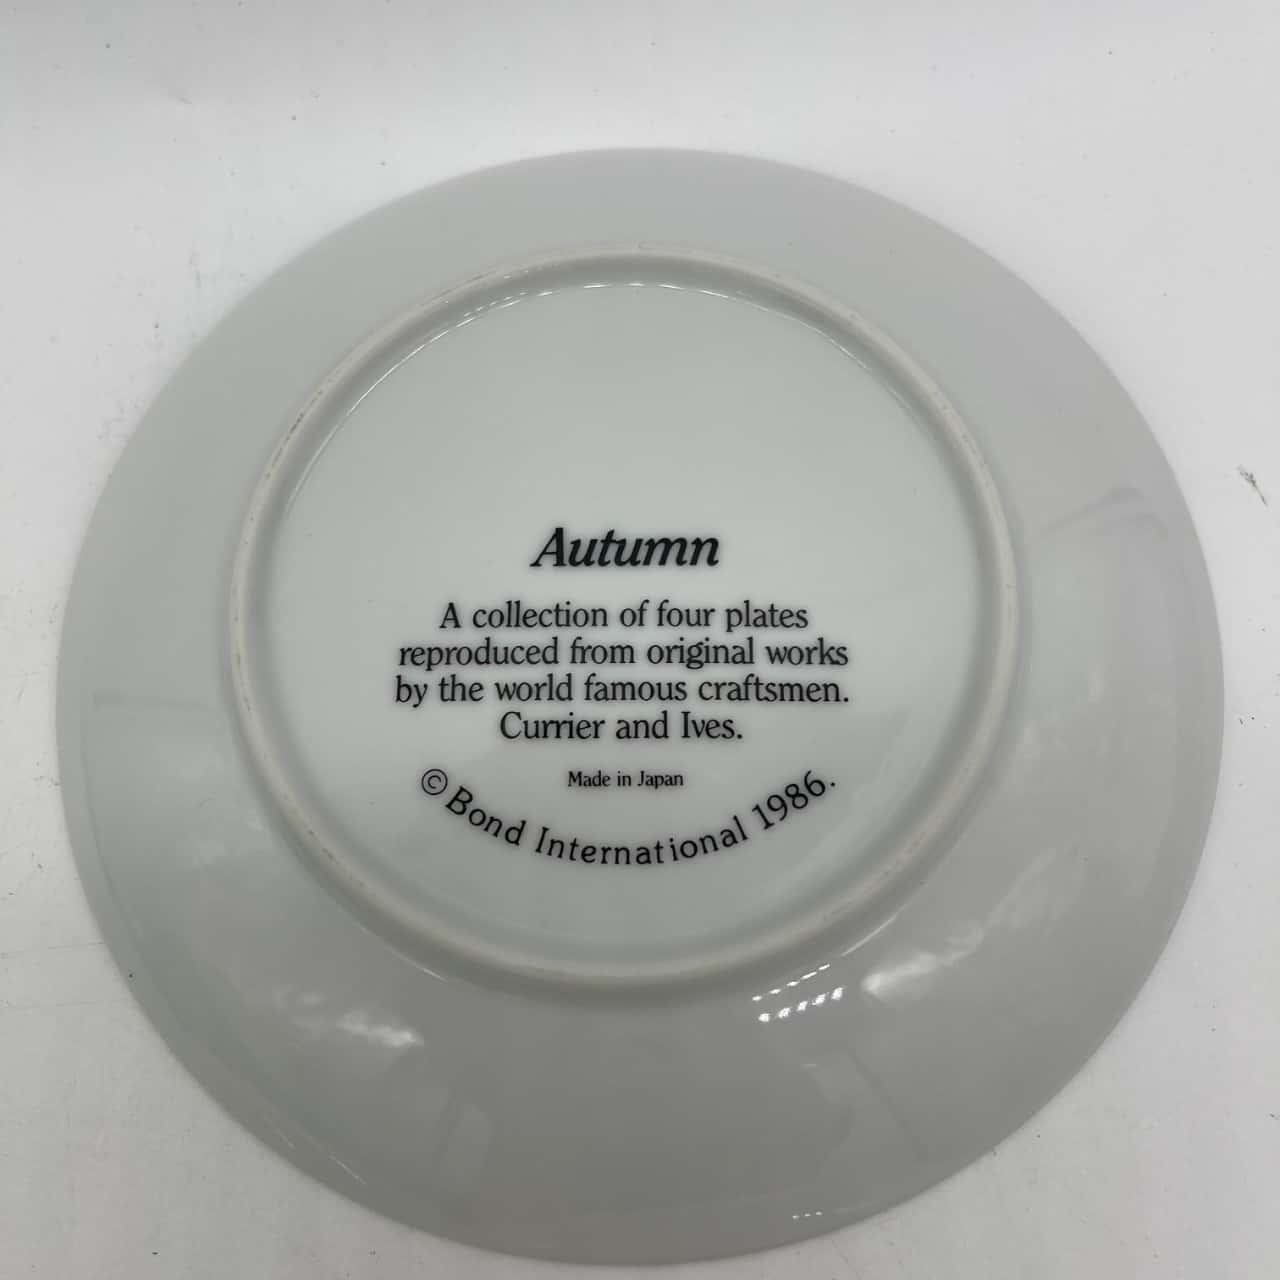 Autumn
A collection of four plates
reproduced from original works
by the world famous craftsmen.
Currier and Ives.
Made in Japan
© Bond International 1986.